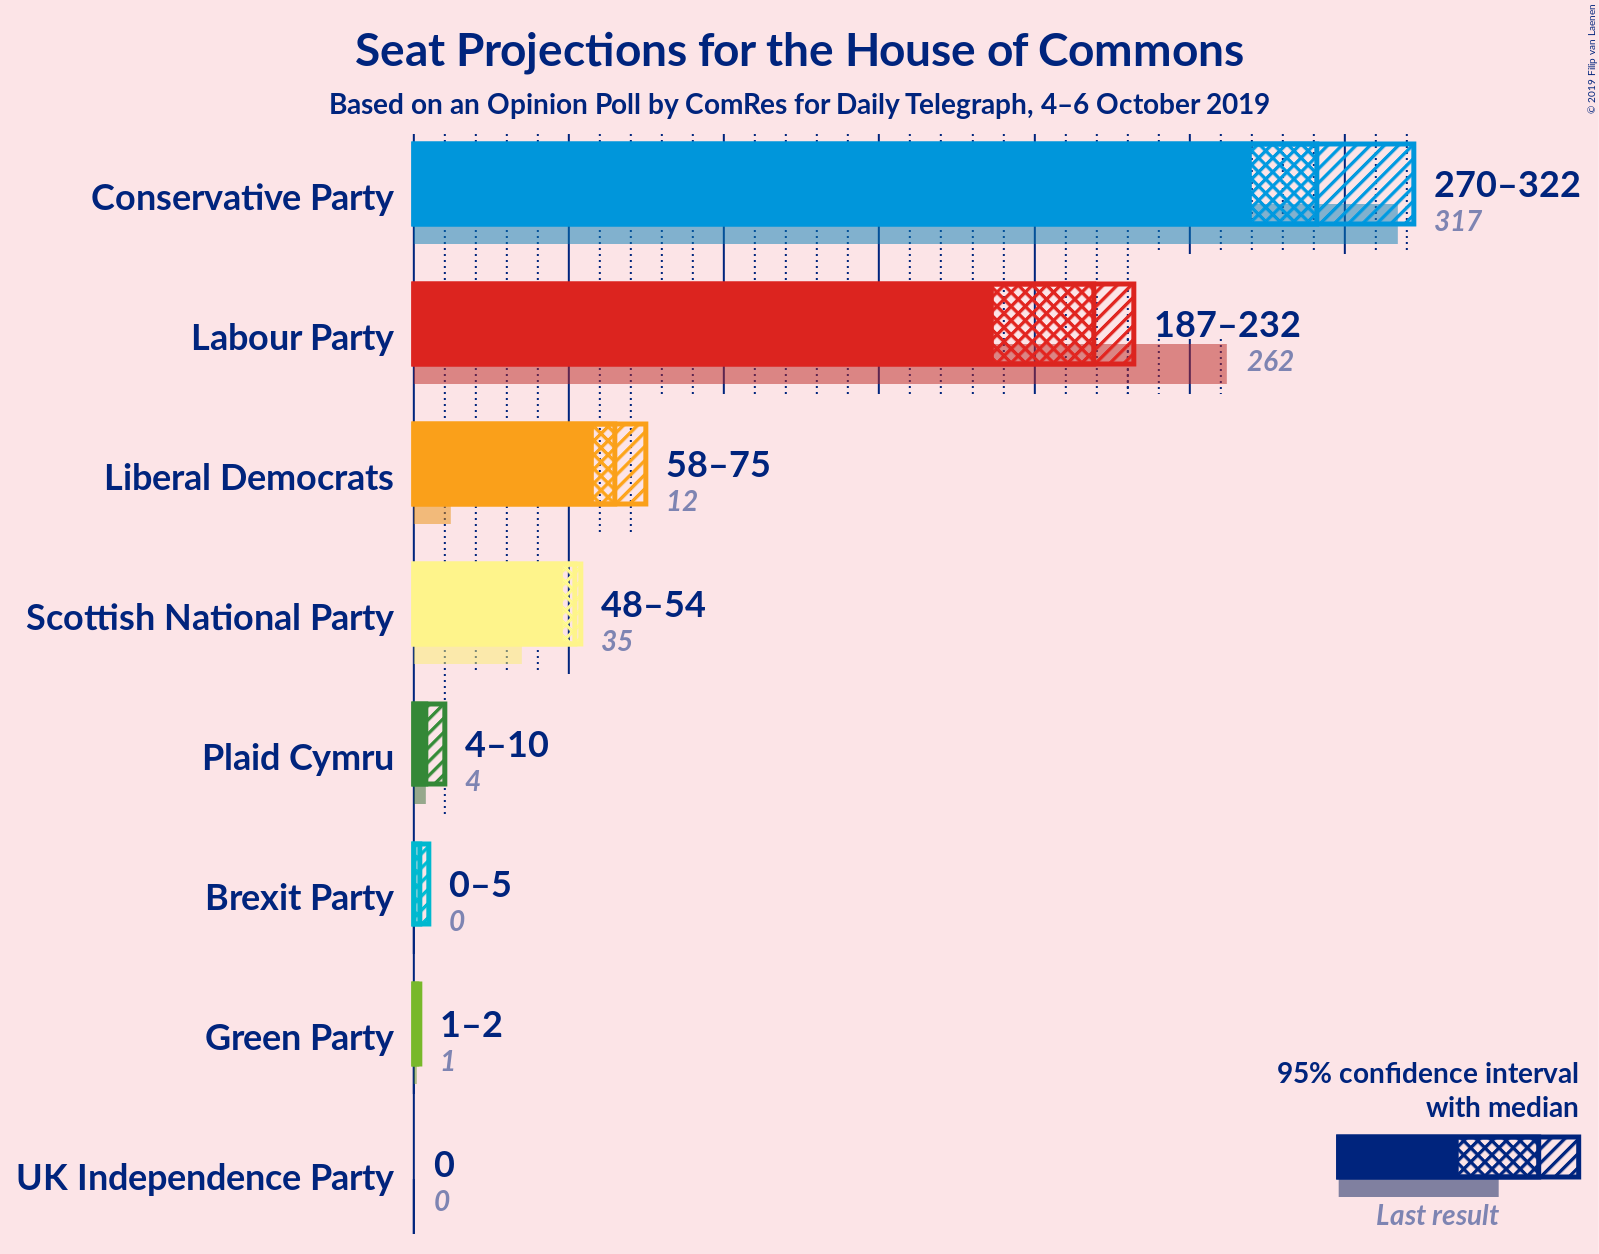 Seat Projections for the House of Commons
Based on an Opinion Poll by ComRes for Daily Telegraph, 4–6 October 2019
© 2019 Filip van Laenen
Conservative Party
270–322
317
Labour Party
187–232
262
Liberal Democrats
58–75
12
Scottish National Party
48–54
35
Plaid Cymru
4–10
4
Brexit Party
0–5
0
Green Party
1–2
1
UK Independence Party
0
0
95% confidence interval
with median
Last result